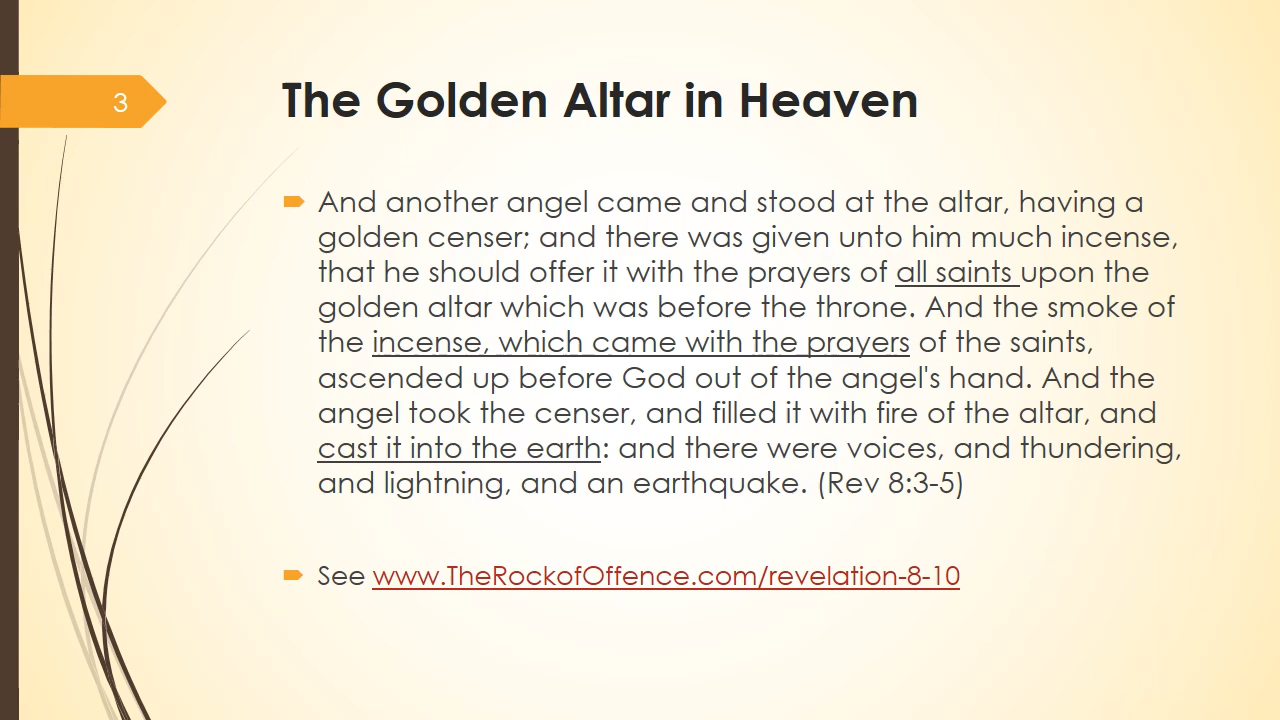 3
The Golden Altar in Heaven
And another angel came and stood at the altar, having a
golden censer; and there was given unto him much incense,
that he should offer it with the prayers of all saints upon the
golden altar which was before the throne. And the smoke of
the incense, which came with the prayers of the saints,
ascended up before God out of the angel's hand. And the
angel took the censer, and filled it with fire of the altar, and
cast it into the earth: and there were voices, and thundering,
and lightning, and an earthquake. (Rev 8:3-5)
See www.TheRockofOffence.com/revelation-8-10